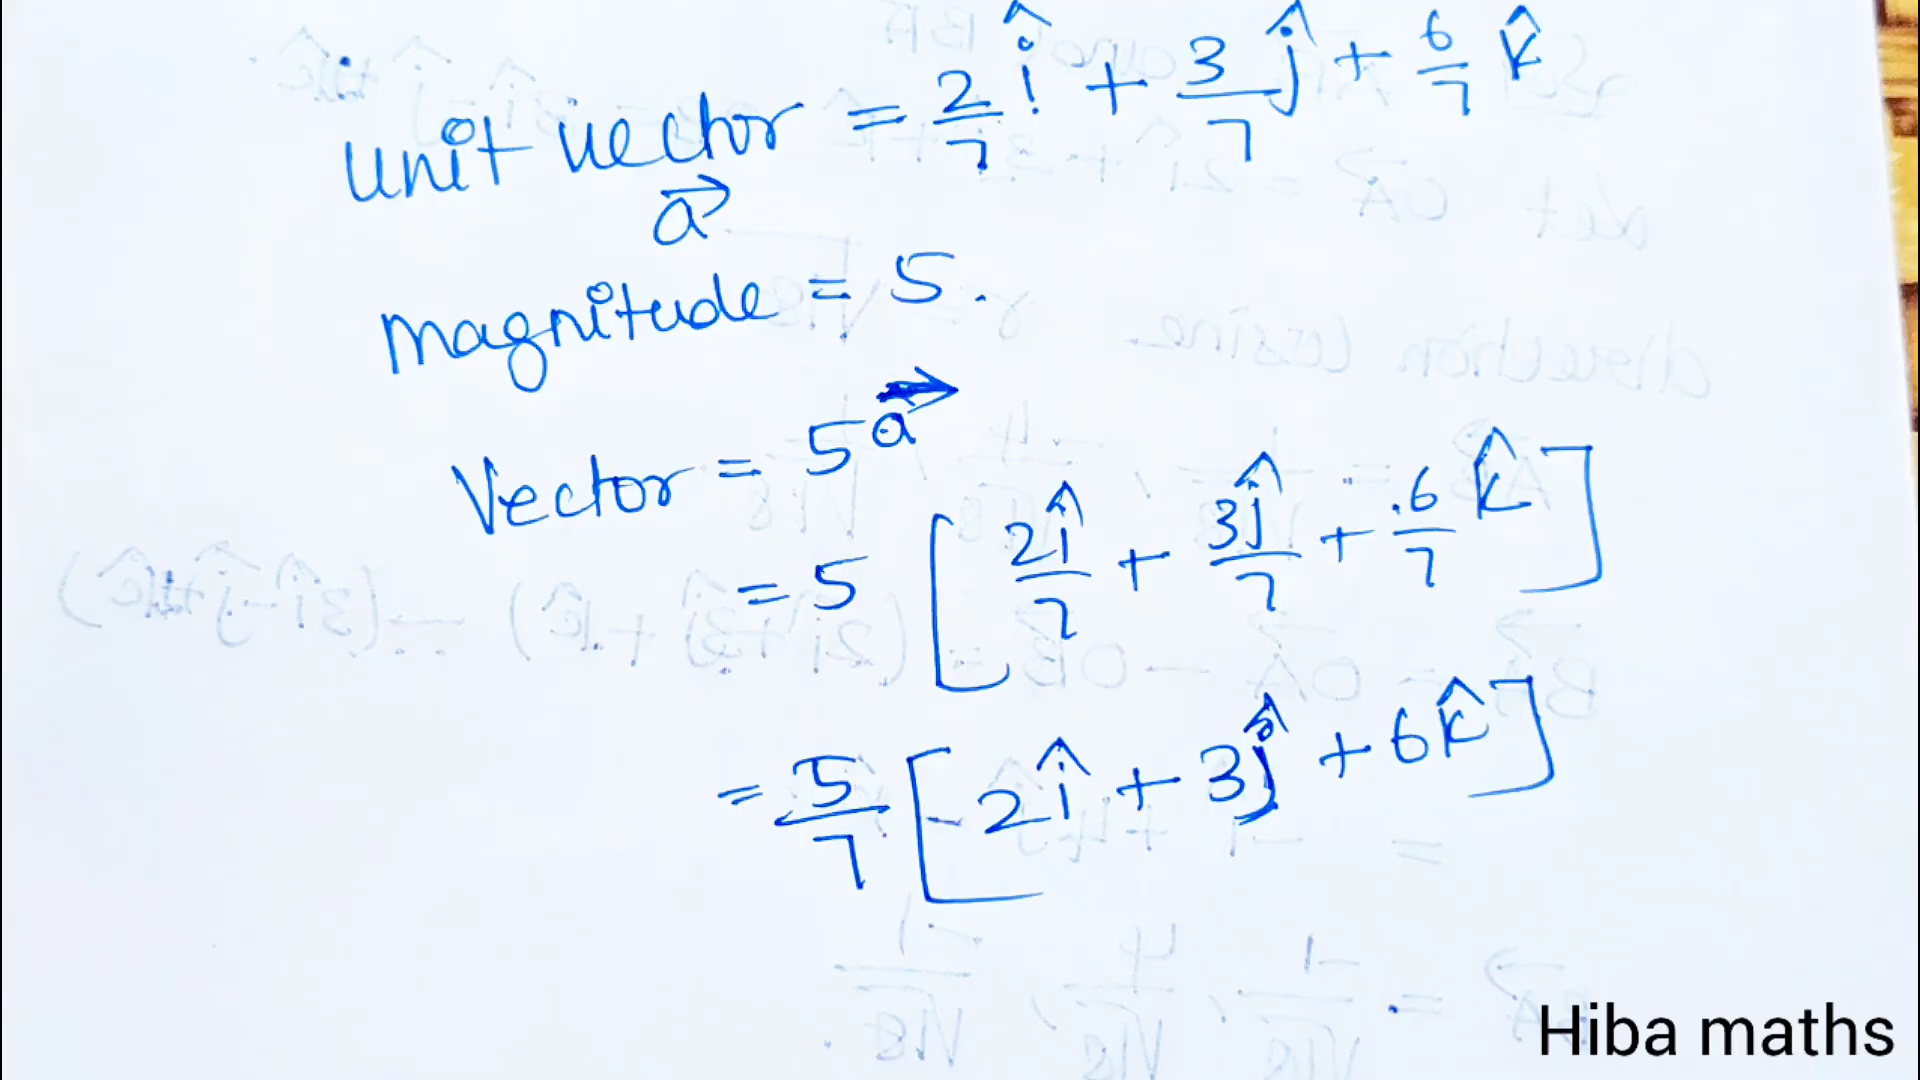 unit vector = 2/7 î + 3/7 ĵ + 6/7 k̂
a⃗
magnitude = 5.
Vector = 5a⃗
= 5 [2î/7 + 3ĵ/7 + 6/7 k̂]
= 5/7 [2î + 3ĵ + 6k̂]
Hiba maths